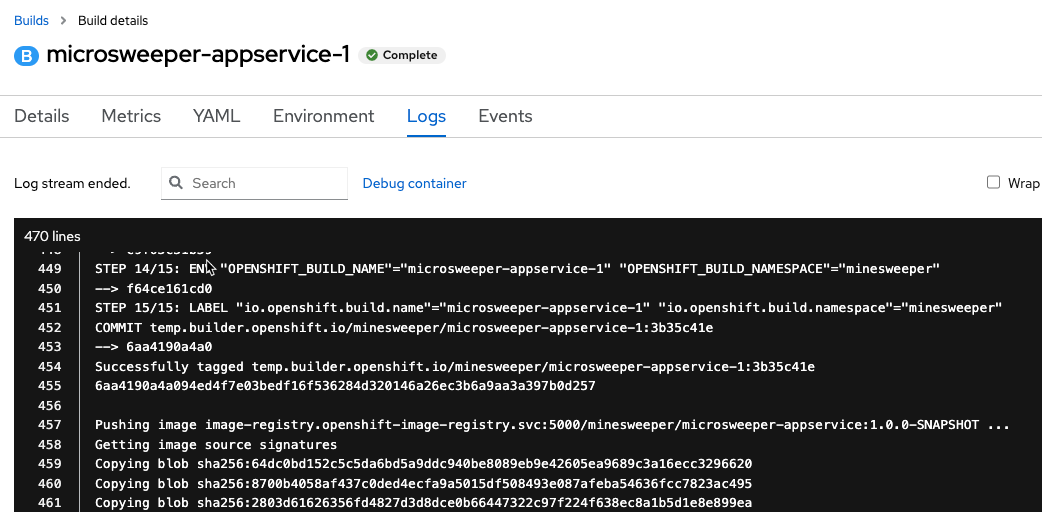 Builds > Build details
B microsweeper-appservice-1 Complete
Details Metrics YAML Environment Logs Events
Log stream ended. Search Debug container Wrap
470 lines
449 STEP 14/15: ENV "OPENSHIFT_BUILD_NAME"="microsweeper-appservice-1" "OPENSHIFT_BUILD_NAMESPACE"="minesweeper"
450 --> f64ce161cd0
451 STEP 15/15: LABEL "io.openshift.build.name"="microsweeper-appservice-1" "io.openshift.build.namespace"="minesweeper"
452 COMMIT temp.builder.openshift.io/minesweeper/microsweeper-appservice-1:3b35c41e
453 --> 6aa4190a4a0
454 Successfully tagged temp.builder.openshift.io/minesweeper/microsweeper-appservice-1:3b35c41e
455 6aa4190a4a094ed4f7e03bedf16f536284d320146a26ec3b6a9aa3a397b0d257
456
457 Pushing image image-registry.openshift-image-registry.svc:5000/minesweeper/microsweeper-appservice:1.0.0-SNAPSHOT ...
458 Getting image source signatures
459 Copying blob sha256:64dc0bd152c5c5da6bd5a9ddc940be8089eb9e42605ea9689c3a16ecc3296620
460 Copying blob sha256:8700b4058af437c0ded4ecfa9a5015df508493e087afeba54636fcc7823ac495
461 Copying blob sha256:2803d61626356fd4827d3d8dce0b66447322c97f224f638ec8a1b5d1e8e899ea